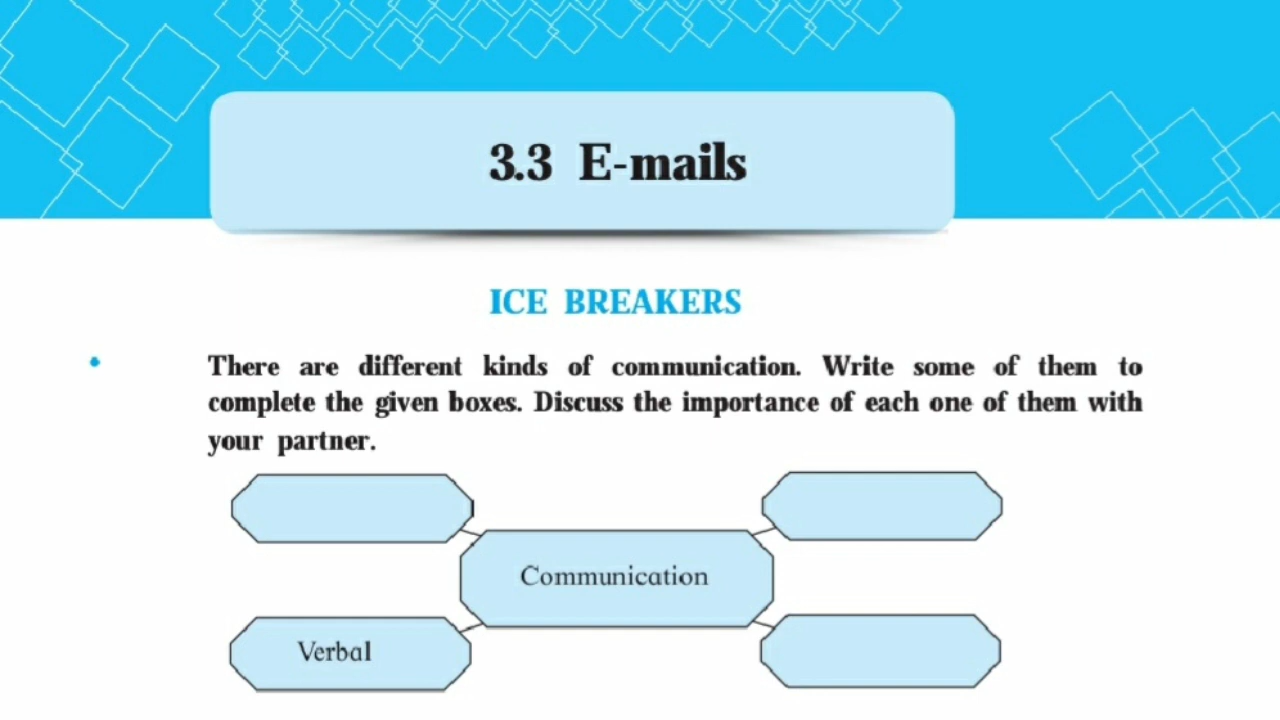 3.3 E-mails
ICE BREAKERS
• There are different kinds of communication. Write some of them to
complete the given boxes. Discuss the importance of each one of them with
your partner.
Communication
Verbal